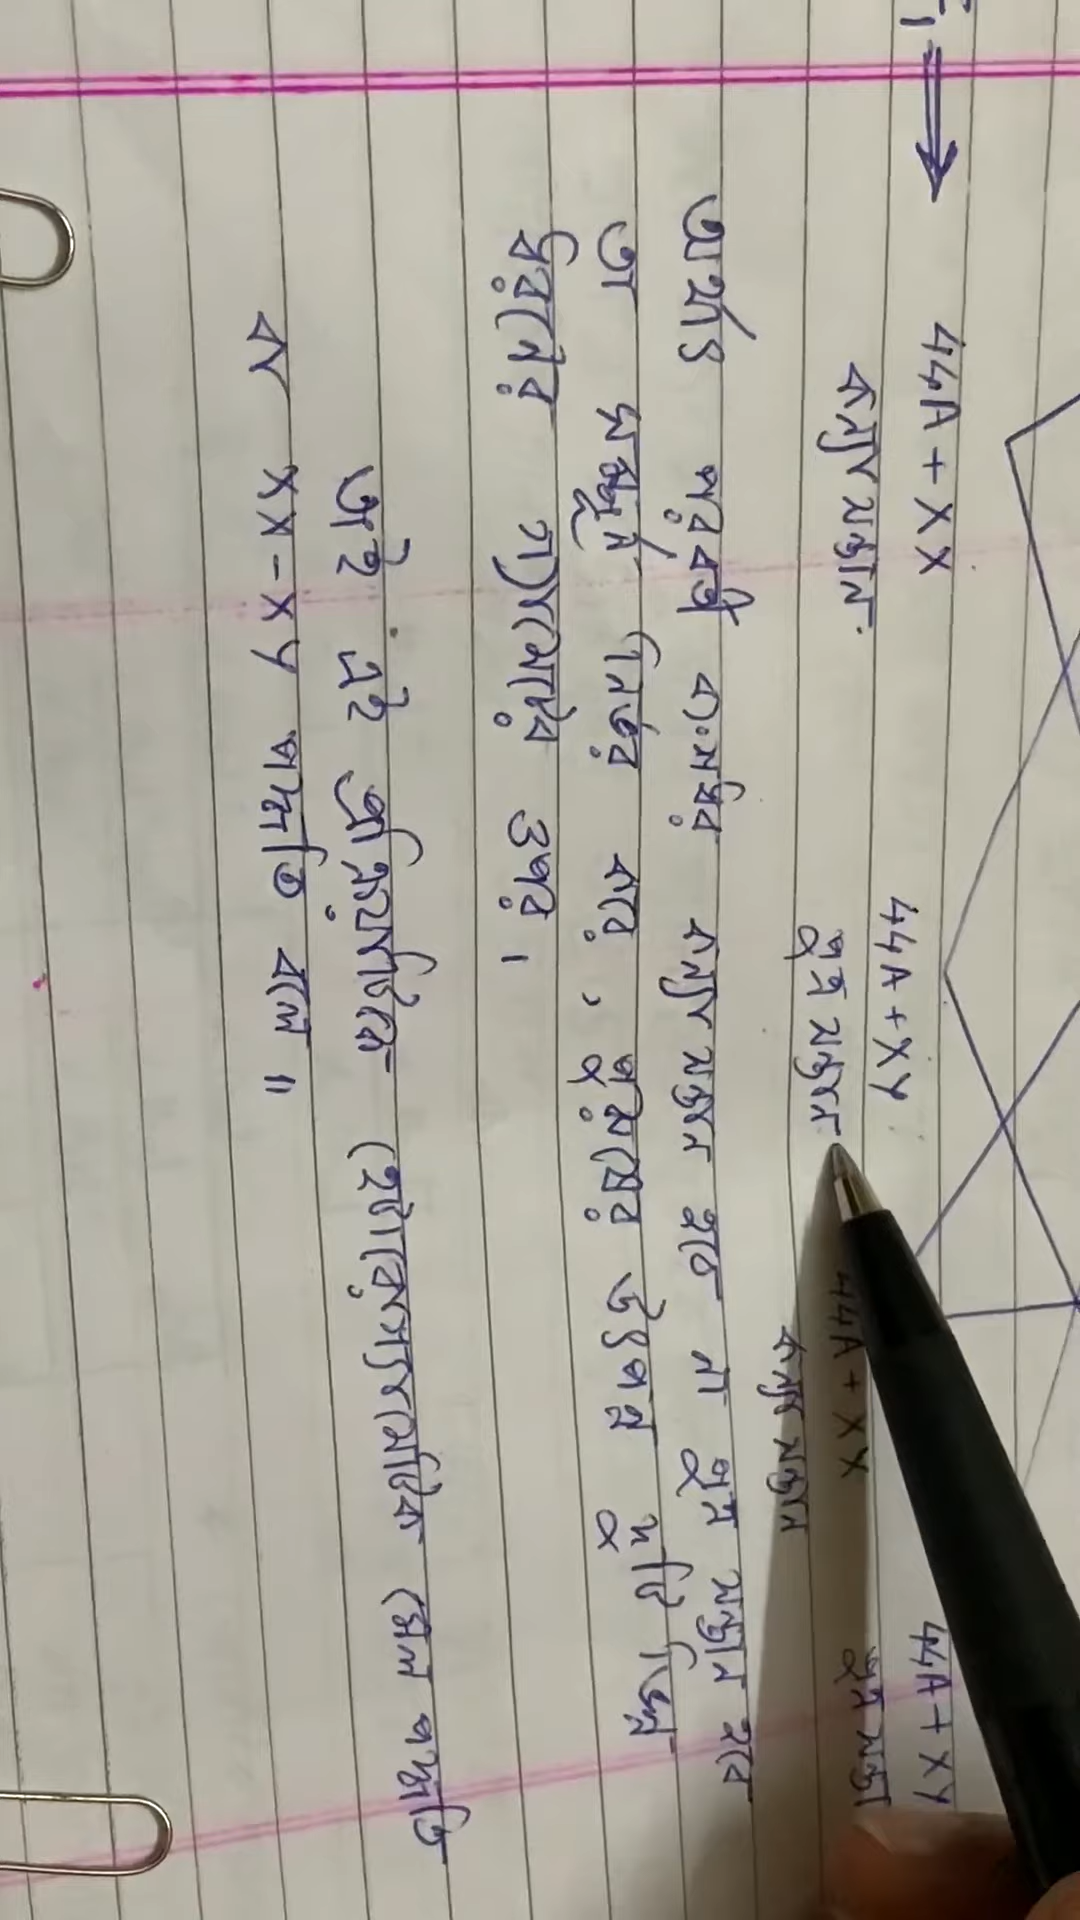 F₁ ⟹ 44A + XX 44A + XY 44A + XX 44A + XY
কন্যা সন্তান পুত্র সন্তান কন্যা সন্তান পুত্র সন্তা
অর্থাৎ পরবর্তী বংশধর কন্যা সন্তান হবে না পুত্র সন্তান হবে
তা সম্পূর্ণ নির্ভর করে, পুরুষের উৎপন্ন দুটি ভিন্ন
ধরনের গ্যামেটের উপর ।
তাই এই প্রক্রিয়াটিকে (হেটারোগ্যামেটিক মেল পদ্ধতি
বা XX - XY পদ্ধতি বলে ॥